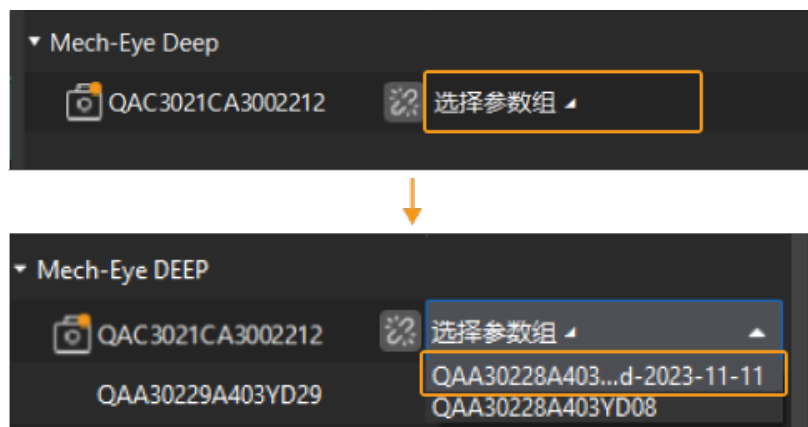 Mech-Eye Deep
QAC3021CA3002212 选择参数组
Mech-Eye DEEP
QAC3021CA3002212 选择参数组
QAA30228A403...d-2023-11-11
QAA30229A403YD29
QAA30228A403YD08